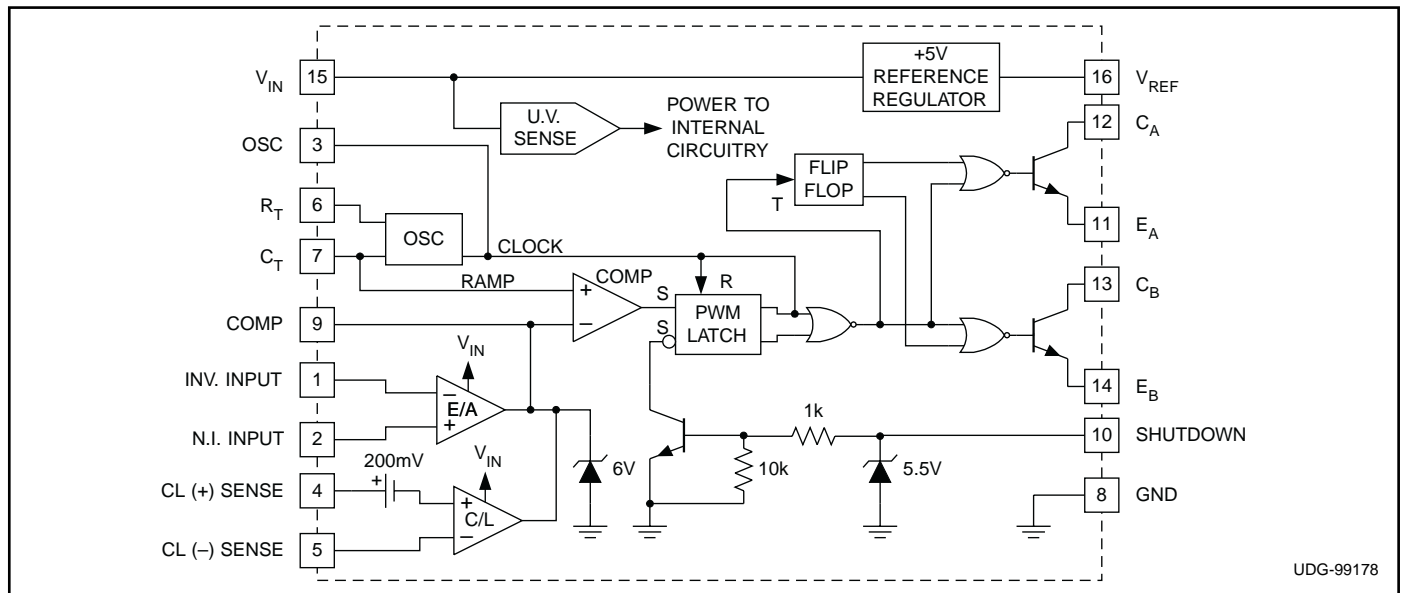 V_IN 15
+5V
REFERENCE
REGULATOR
16 V_REF
U.V.
SENSE
POWER TO
INTERNAL
CIRCUITRY
12 C_A
OSC 3
FLIP
FLOP
T
R_T 6
OSC
11 E_A
C_T 7
CLOCK
RAMP
COMP
+
−
S
R
S
PWM
LATCH
13 C_B
COMP 9
V_IN
INV. INPUT 1
−
E/A
+
14 E_B
N.I. INPUT 2
1k
10 SHUTDOWN
200mV
+
V_IN
6V
10k
5.5V
CL (+) SENSE 4
+
C/L
−
8 GND
CL (–) SENSE 5
UDG-99178